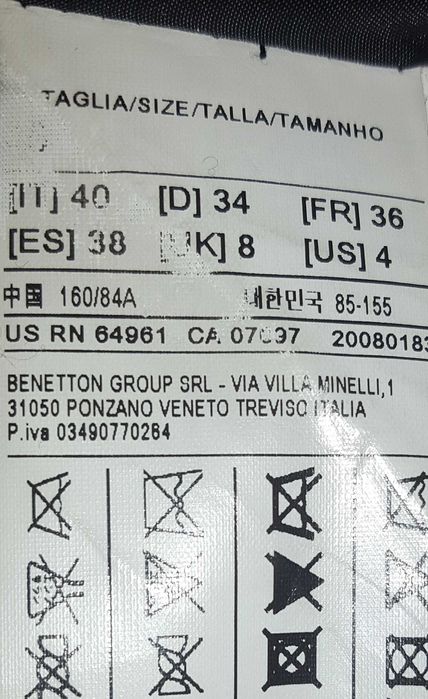 TAGLIA/SIZE/TALLA/TAMANHO
[IT] 40 [D] 34 [FR] 36
[ES] 38 [UK] 8 [US] 4
中国 160/84A 대한민국 85-155
US RN 64961 CA 07097 20080183
BENETTON GROUP SRL - VIA VILLA MINELLI,1
31050 PONZANO VENETO TREVISO ITALIA
P.iva 03490770264